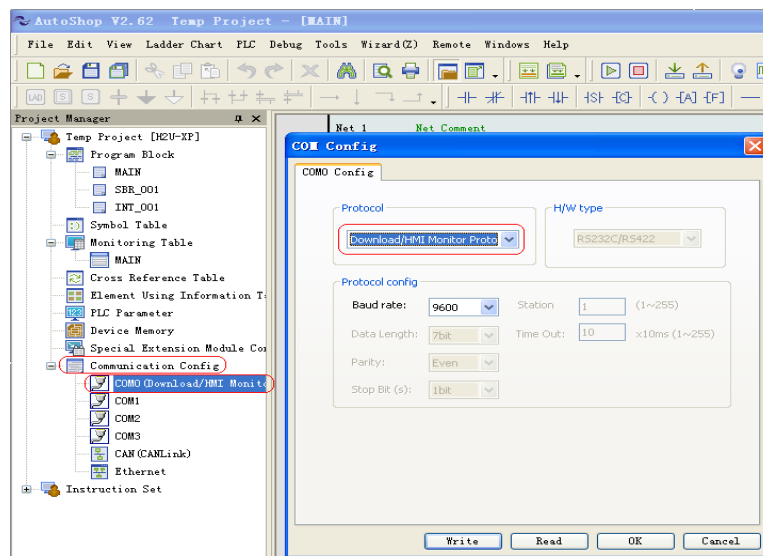 AutoShop V2.62 Temp Project - [MAIN]
File Edit View Ladder Chart PLC Debug Tools Wizard(Z) Remote Windows Help
LAD S S
Project Manager
Temp Project [H2U-XP]
Program Block
MAIN
SBR_001
INT_001
Symbol Table
Monitoring Table
MAIN
Cross Reference Table
Element Using Information T
PLC Parameter
Device Memory
Special Extension Module Co
Communication Config
COM0(Download/HMI Monito
COM1
COM2
COM3
CAN(CANLink)
Ethernet
Instruction Set
Net 1 Net Comment
COM Config
COM0 Config
Protocol
Download/HMI Monitor Proto
H/W type
RS232C/RS422
Protocol config
Baud rate: 9600 Station 1 (1~255)
Data Length: 7bit Time Out: 10 ×10ms (1~255)
Parity: Even
Stop Bit (s): 1bit
Write Read OK Cancel